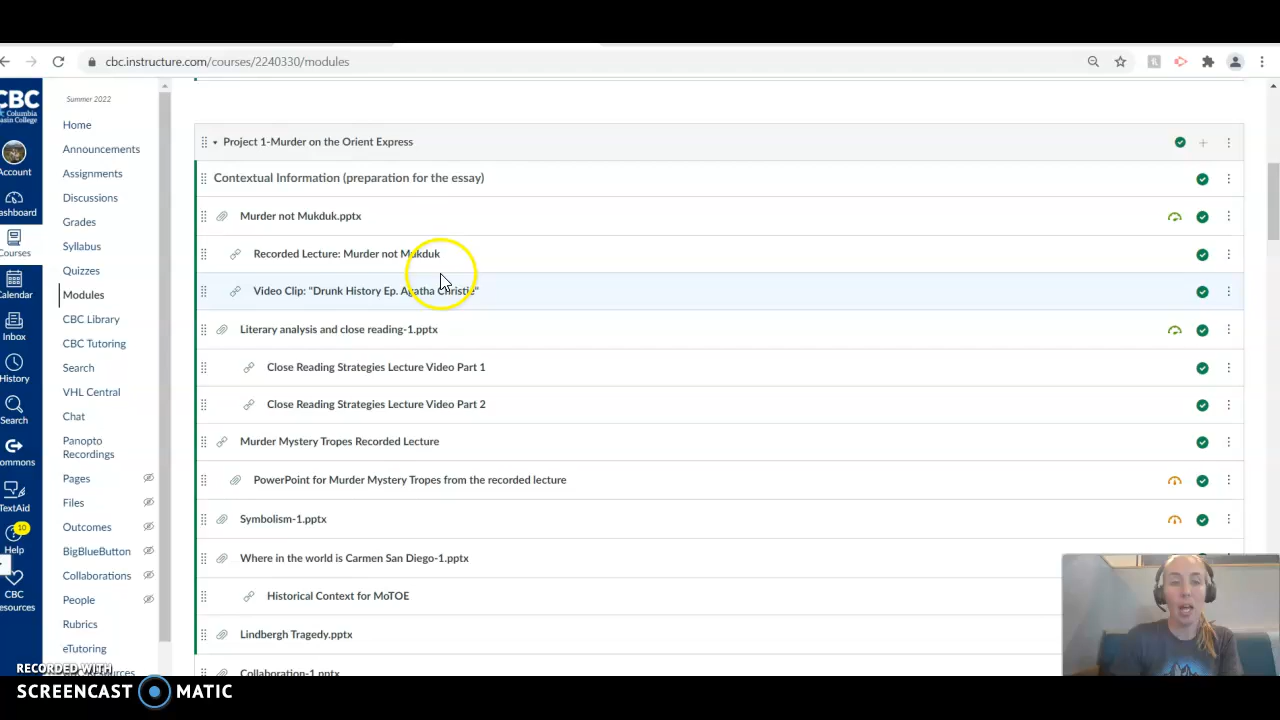 cbc.instructure.com/courses/2240330/modules
CBC
Columbia
Basin College
Account
Dashboard
Courses
Calendar
Inbox
History
Search
Commons
TextAid
10
Help
CBC
Resources
Summer 2022
Home
Announcements
Assignments
Discussions
Grades
Syllabus
Quizzes
Modules
CBC Library
CBC Tutoring
Search
VHL Central
Chat
Panopto
Recordings
Pages
Files
Outcomes
BigBlueButton
Collaborations
People
Rubrics
eTutoring
Resources
Project 1-Murder on the Orient Express
Contextual Information (preparation for the essay)
Murder not Mukduk.pptx
Recorded Lecture: Murder not Mukduk
Video Clip: "Drunk History Ep. Agatha Christie"
Literary analysis and close reading-1.pptx
Close Reading Strategies Lecture Video Part 1
Close Reading Strategies Lecture Video Part 2
Murder Mystery Tropes Recorded Lecture
PowerPoint for Murder Mystery Tropes from the recorded lecture
Symbolism-1.pptx
Where in the world is Carmen San Diego-1.pptx
Historical Context for MoTOE
Lindbergh Tragedy.pptx
Collaboration-1.pptx
RECORDED WITH
SCREENCAST MATIC